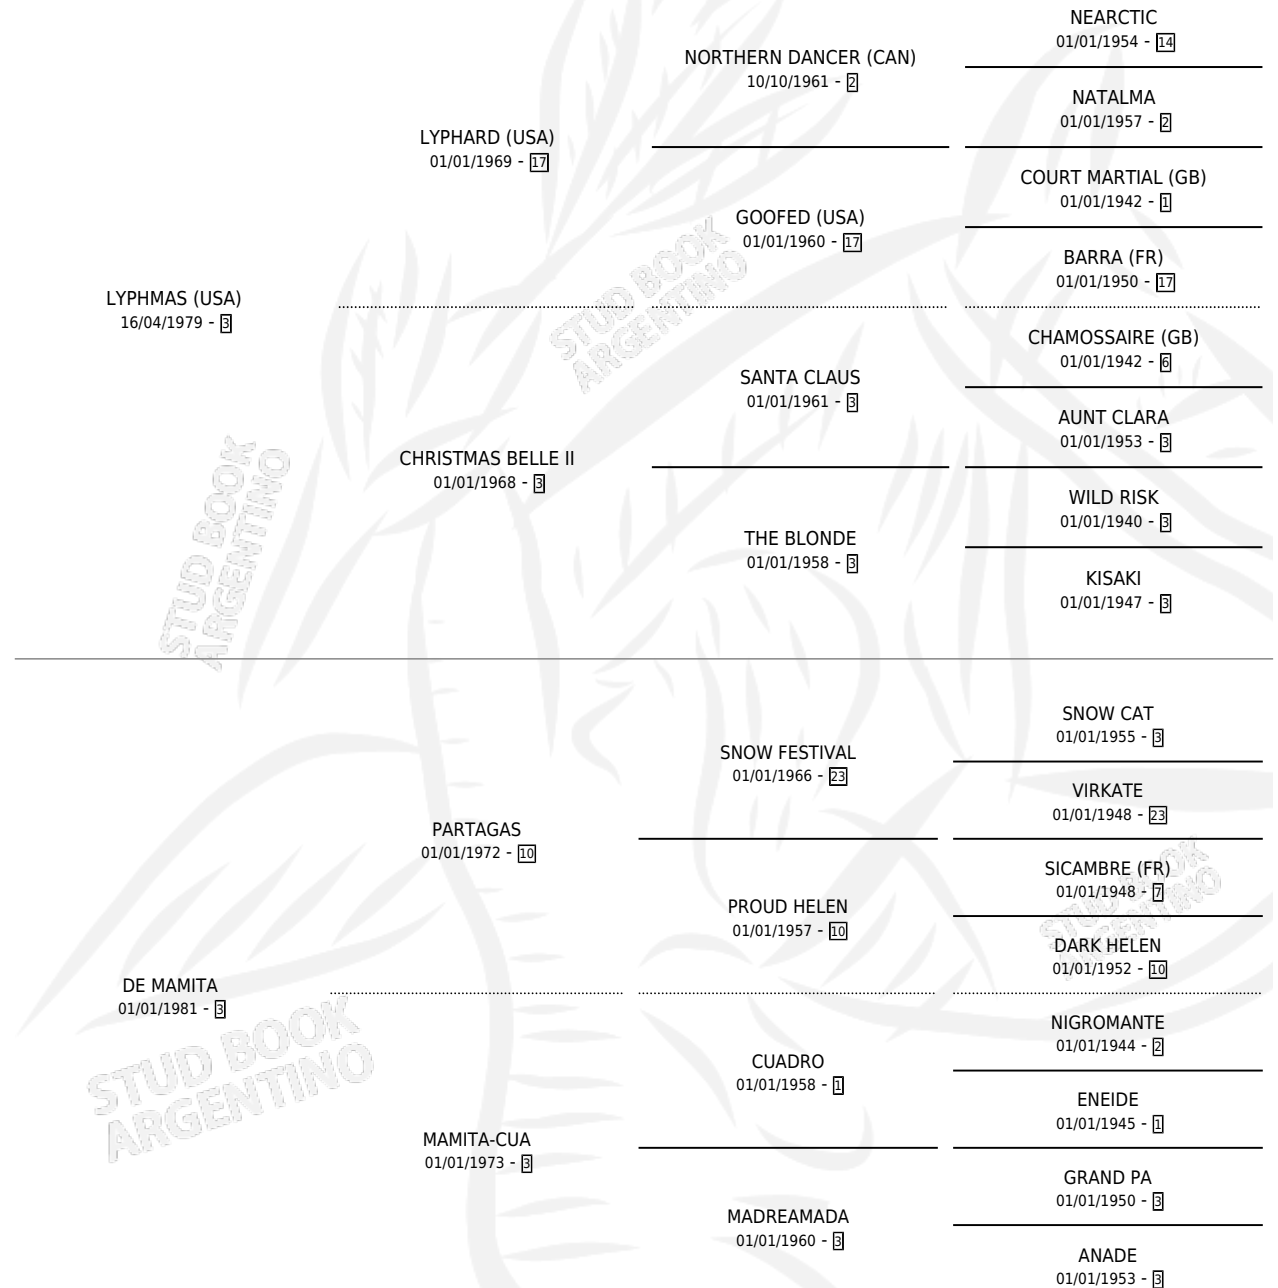 NEARCTIC
01/01/1954 - 14
NORTHERN DANCER (CAN)
10/10/1961 - 2
NATALMA
01/01/1957 - 2
LYPHARD (USA)
01/01/1969 - 17
COURT MARTIAL (GB)
01/01/1942 - 1
GOOFED (USA)
01/01/1960 - 17
BARRA (FR)
01/01/1950 - 17
LYPHMAS (USA)
16/04/1979 - 3
CHAMOSSAIRE (GB)
01/01/1942 - 6
SANTA CLAUS
01/01/1961 - 3
AUNT CLARA
01/01/1953 - 3
CHRISTMAS BELLE II
01/01/1968 - 3
WILD RISK
01/01/1940 - 3
THE BLONDE
01/01/1958 - 3
KISAKI
01/01/1947 - 3
SNOW CAT
01/01/1955 - 3
SNOW FESTIVAL
01/01/1966 - 23
VIRKATE
01/01/1948 - 23
PARTAGAS
01/01/1972 - 10
SICAMBRE (FR)
01/01/1948 - 7
PROUD HELEN
01/01/1957 - 10
DARK HELEN
01/01/1952 - 10
DE MAMITA
01/01/1981 - 3
NIGROMANTE
01/01/1944 - 2
CUADRO
01/01/1958 - 1
ENEIDE
01/01/1945 - 1
MAMITA-CUA
01/01/1973 - 3
GRAND PA
01/01/1950 - 3
MADREAMADA
01/01/1960 - 3
ANADE
01/01/1953 - 3
STUD BOOK
ARGENTINO
STUD BOOK
ARGENTINO
STUD BOOK
ARGENTINO
STUD BOOK
ARGENTINO